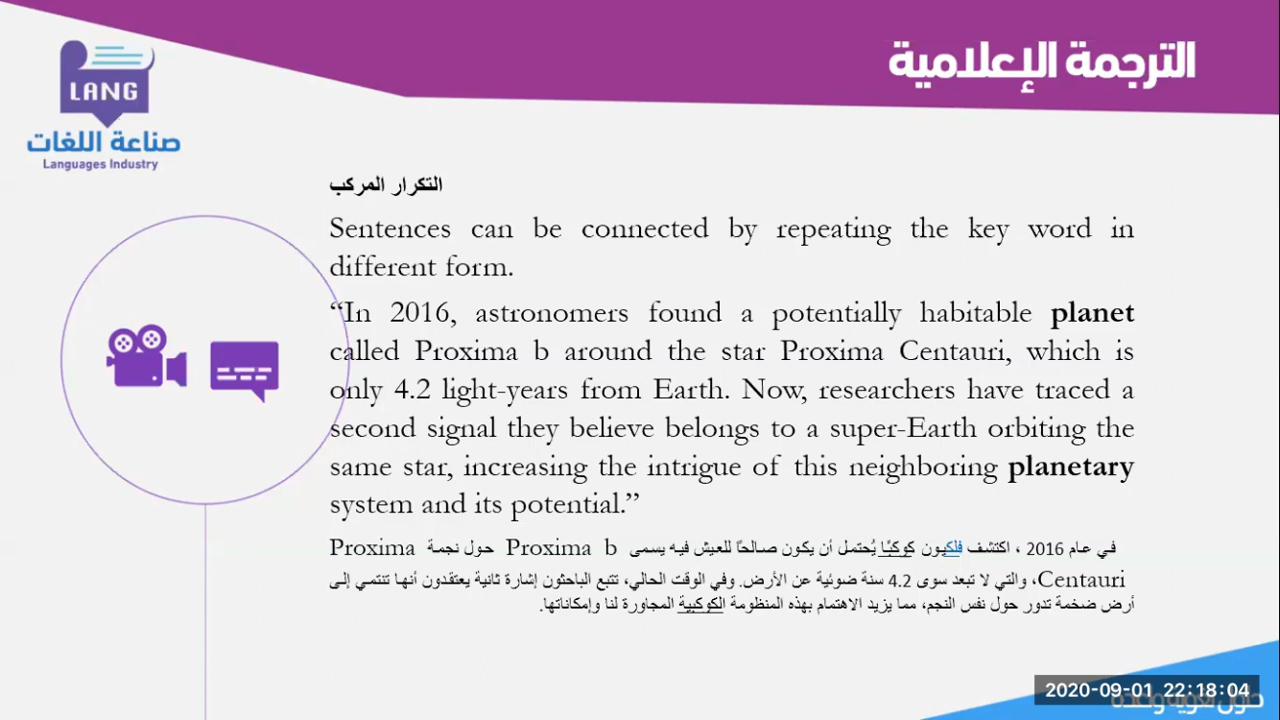 الترجمة الإعلامية
LANG
صناعة اللغات
Languages Industry
التكرار المركب
Sentences can be connected by repeating the key word in
different form.
“In 2016, astronomers found a potentially habitable planet
called Proxima b around the star Proxima Centauri, which is
only 4.2 light-years from Earth. Now, researchers have traced a
second signal they believe belongs to a super-Earth orbiting the
same star, increasing the intrigue of this neighboring planetary
system and its potential.”
في عام 2016 ، اكتشف فلكيون كوكبًا يُحتمل أن يكون صالحًا للعيش فيه يسمى Proxima b حول نجمة Proxima
Centauri، والتي لا تبعد سوى 4.2 سنة ضوئية عن الأرض. وفي الوقت الحالي، تتبع الباحثون إشارة ثانية يعتقدون أنها تنتمي إلى
أرض ضخمة تدور حول نفس النجم، مما يزيد الاهتمام بهذه المنظومة الكوكبية المجاورة لنا وإمكاناتها.
2020-09-01 22:18:04
حلول لغوية